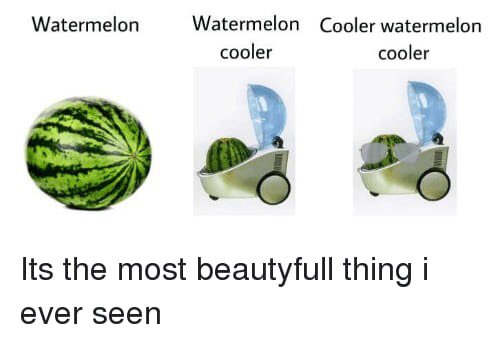 Watermelon
Watermelon
cooler
Cooler watermelon
cooler
Its the most beautyfull thing i
ever seen